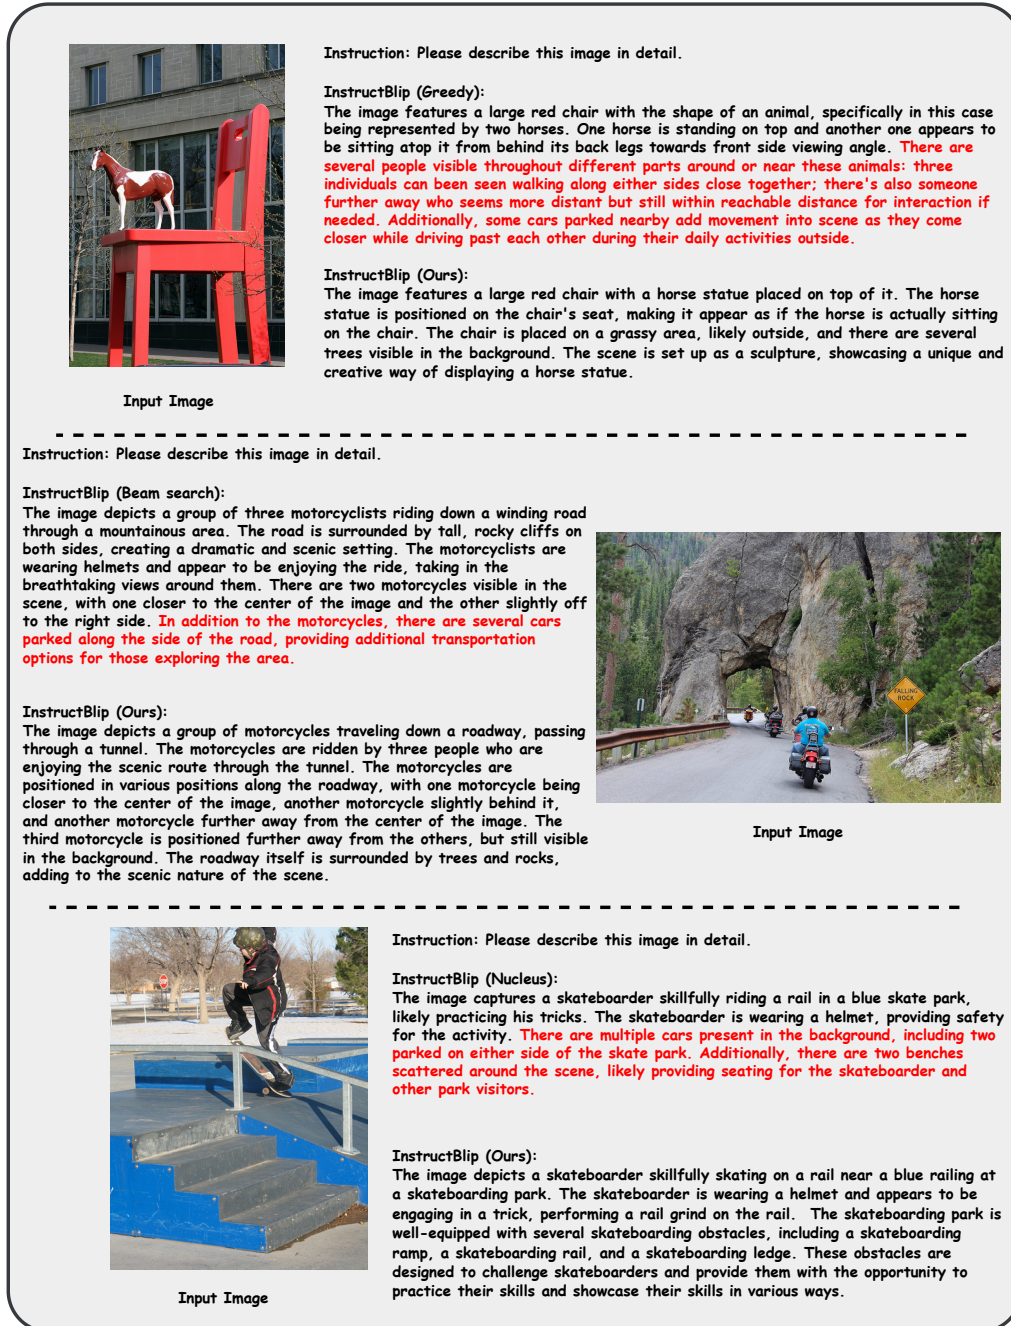 Instruction: Please describe this image in detail.
InstructBlip (Greedy):
The image features a large red chair with the shape of an animal, specifically in this case
being represented by two horses. One horse is standing on top and another one appears to
be sitting atop it from behind its back legs towards front side viewing angle. There are
several people visible throughout different parts around or near these animals: three
individuals can been seen walking along either sides close together; there's also someone
further away who seems more distant but still within reachable distance for interaction if
needed. Additionally, some cars parked nearby add movement into scene as they come
closer while driving past each other during their daily activities outside.
InstructBlip (Ours):
The image features a large red chair with a horse statue placed on top of it. The horse
statue is positioned on the chair's seat, making it appear as if the horse is actually sitting
on the chair. The chair is placed on a grassy area, likely outside, and there are several
trees visible in the background. The scene is set up as a sculpture, showcasing a unique and
creative way of displaying a horse statue.
Input Image
Instruction: Please describe this image in detail.
InstructBlip (Beam search):
The image depicts a group of three motorcyclists riding down a winding road
through a mountainous area. The road is surrounded by tall, rocky cliffs on
both sides, creating a dramatic and scenic setting. The motorcyclists are
wearing helmets and appear to be enjoying the ride, taking in the
breathtaking views around them. There are two motorcycles visible in the
scene, with one closer to the center of the image and the other slightly off
to the right side. In addition to the motorcycles, there are several cars
parked along the side of the road, providing additional transportation
options for those exploring the area.
InstructBlip (Ours):
The image depicts a group of motorcycles traveling down a roadway, passing
through a tunnel. The motorcycles are ridden by three people who are
enjoying the scenic route through the tunnel. The motorcycles are
positioned in various positions along the roadway, with one motorcycle being
closer to the center of the image, another motorcycle slightly behind it,
and another motorcycle further away from the center of the image. The
third motorcycle is positioned further away from the others, but still visible
in the background. The roadway itself is surrounded by trees and rocks,
adding to the scenic nature of the scene.
FALLING
ROCK
Input Image
Instruction: Please describe this image in detail.
InstructBlip (Nucleus):
The image captures a skateboarder skillfully riding a rail in a blue skate park,
likely practicing his tricks. The skateboarder is wearing a helmet, providing safety
for the activity. There are multiple cars present in the background, including two
parked on either side of the skate park. Additionally, there are two benches
scattered around the scene, likely providing seating for the skateboarder and
other park visitors.
InstructBlip (Ours):
The image depicts a skateboarder skillfully skating on a rail near a blue railing at
a skateboarding park. The skateboarder is wearing a helmet and appears to be
engaging in a trick, performing a rail grind on the rail. The skateboarding park is
well-equipped with several skateboarding obstacles, including a skateboarding
ramp, a skateboarding rail, and a skateboarding ledge. These obstacles are
designed to challenge skateboarders and provide them with the opportunity to
practice their skills and showcase their skills in various ways.
STOP
Input Image